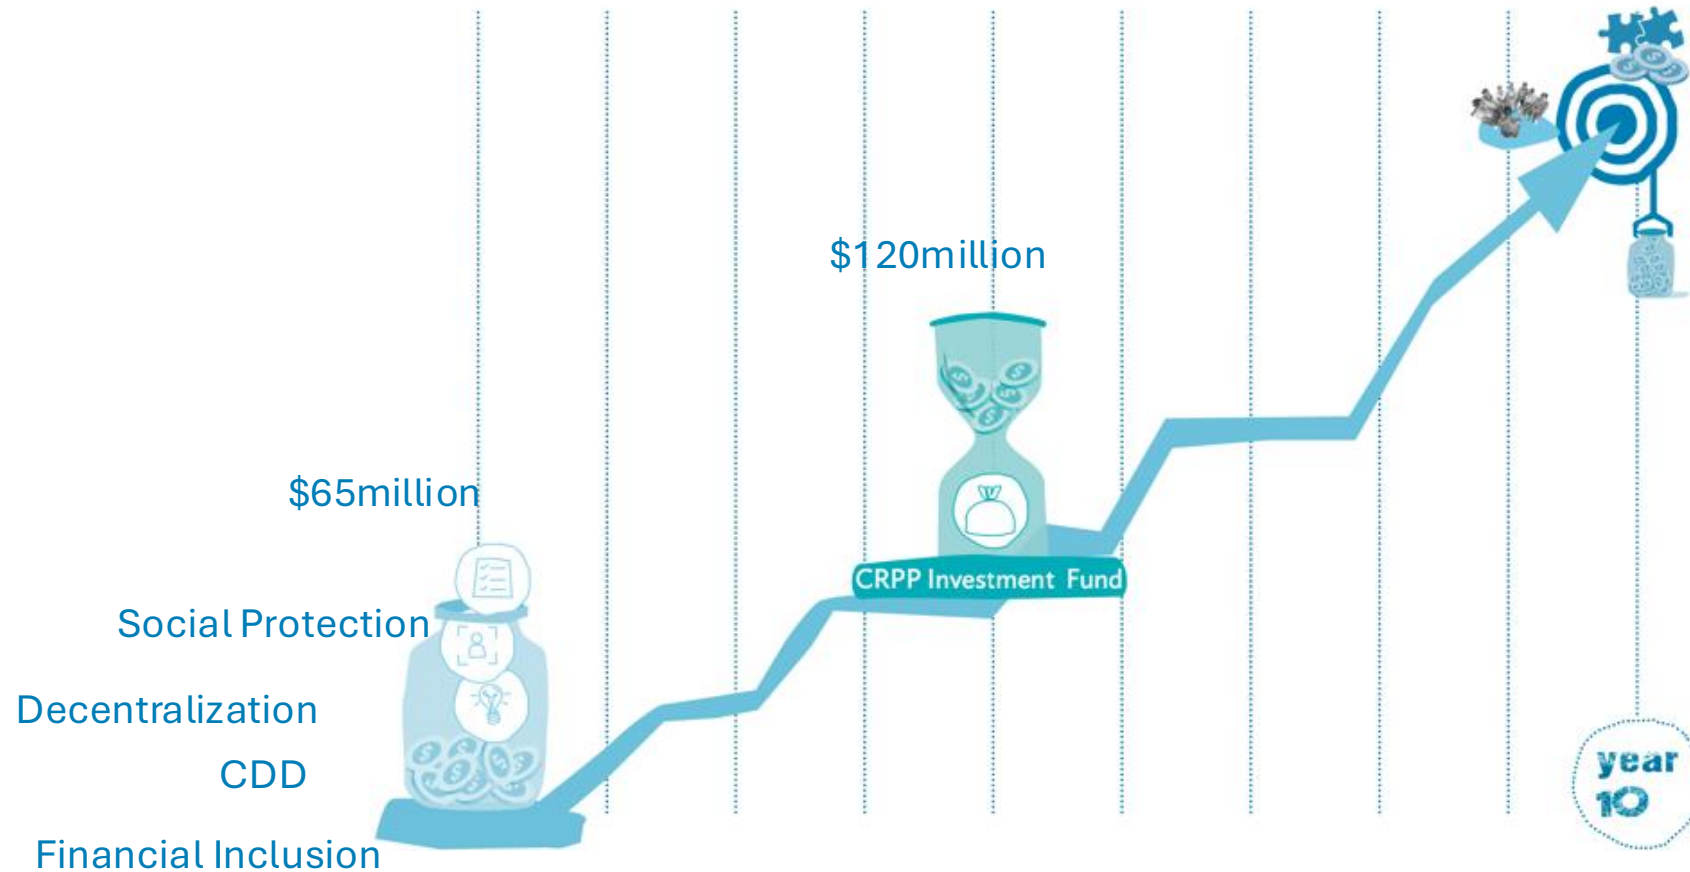 $120million
$65million
CRPP Investment Fund
Social Protection
Decentralization
CDD
Financial Inclusion
year
10